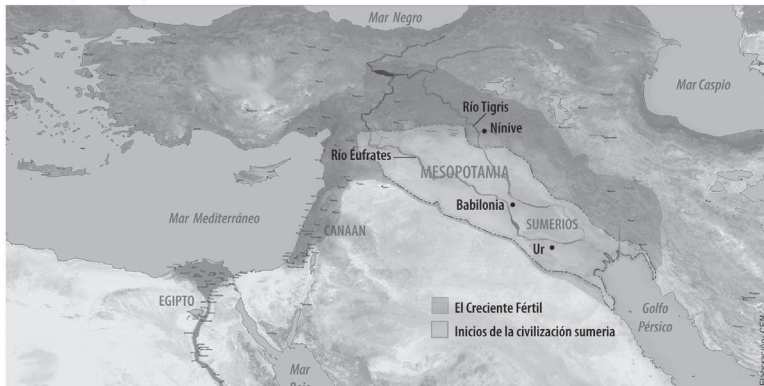 Mar Negro
Mar Caspio
Río Tigris
Nínive
Río Éufrates
MESOPOTAMIA
Babilonia
SUMERIOS
Mar Mediterráneo
CANAAN
Ur
EGIPTO
El Creciente Fértil
Inicios de la civilización sumeria
Golfo
Pérsico
Mar